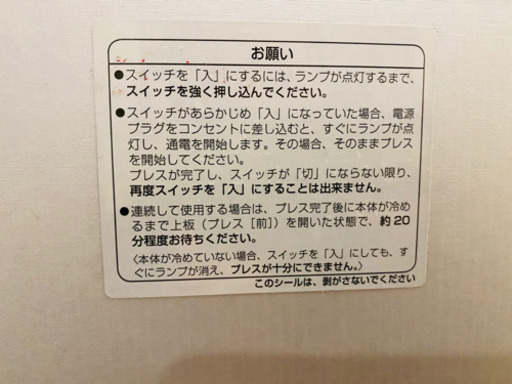 お願い
●スイッチを「入」にするには、ランプが点灯するまで、
スイッチを強く押し込んでください。
●スイッチがあらかじめ「入」になっていた場合、電源
プラグをコンセントに差し込むと、すぐにランプが点
灯し、通電を開始します。その場合、そのままプレス
を開始してください。
プレスが完了し、スイッチが「切」にならない限り、
再度スイッチを「入」にすることは出来ません。
●連続して使用する場合は、プレス完了後に本体が冷め
るまで上板（プレス［前］）を開いた状態で、約20
分程度お待ちください。
〈本体が冷めていない場合、スイッチを「入」にしても、す
ぐにランプが消え、プレスが十分にできません。〉
このシールは、剥がさないでください